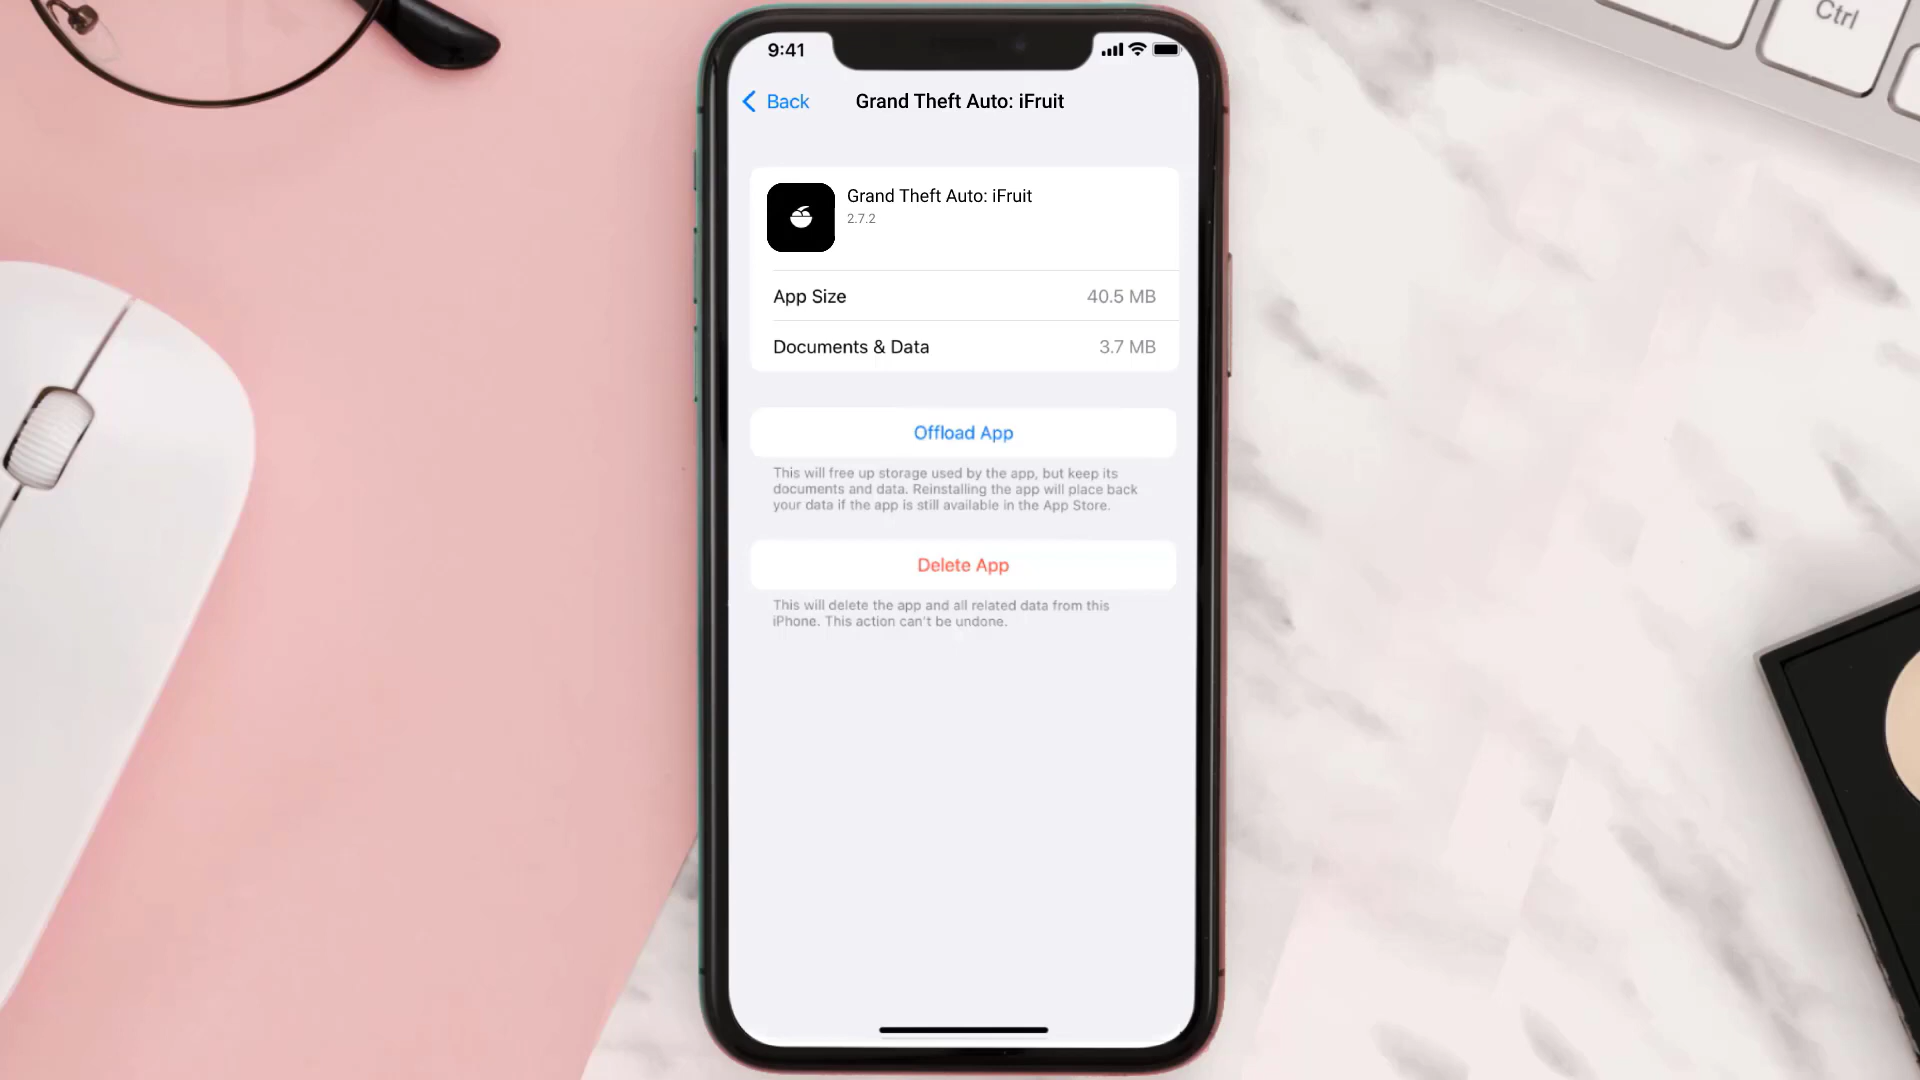 Ctrl
9:41
Back
Grand Theft Auto: iFruit
Grand Theft Auto: iFruit
2.7.2
App Size 40.5 MB
Documents & Data 3.7 MB
Offload App
This will free up storage used by the app, but keep its
documents and data. Reinstalling the app will place back
your data if the app is still available in the App Store.
Delete App
This will delete the app and all related data from this
iPhone. This action can't be undone.